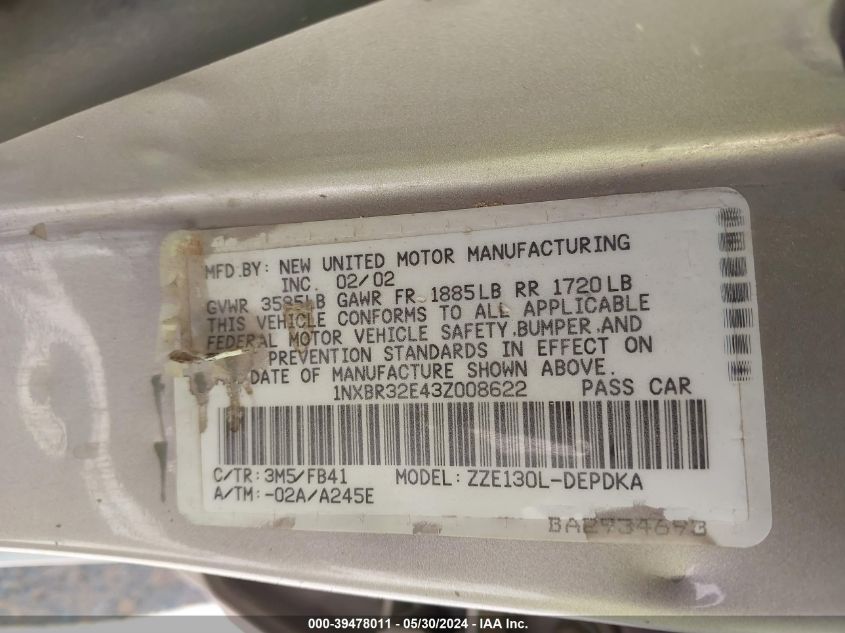 MFD.BY: NEW UNITED MOTOR MANUFACTURING
INC. 02/02
GVWR 3585LB GAWR FR 1885LB RR 1720LB
THIS VEHICLE CONFORMS TO ALL APPLICABLE
FEDERAL MOTOR VEHICLE SAFETY,BUMPER,AND
PREVENTION STANDARDS IN EFFECT ON
DATE OF MANUFACTURE SHOWN ABOVE.
1NXBR32E43Z008622 PASS CAR
C/TR: 3M5/FB41 MODEL: ZZE130L-DEPDKA
A/TM: -02A/A245E
BA2934693
000-39478011 - 05/30/2024 - IAA Inc.